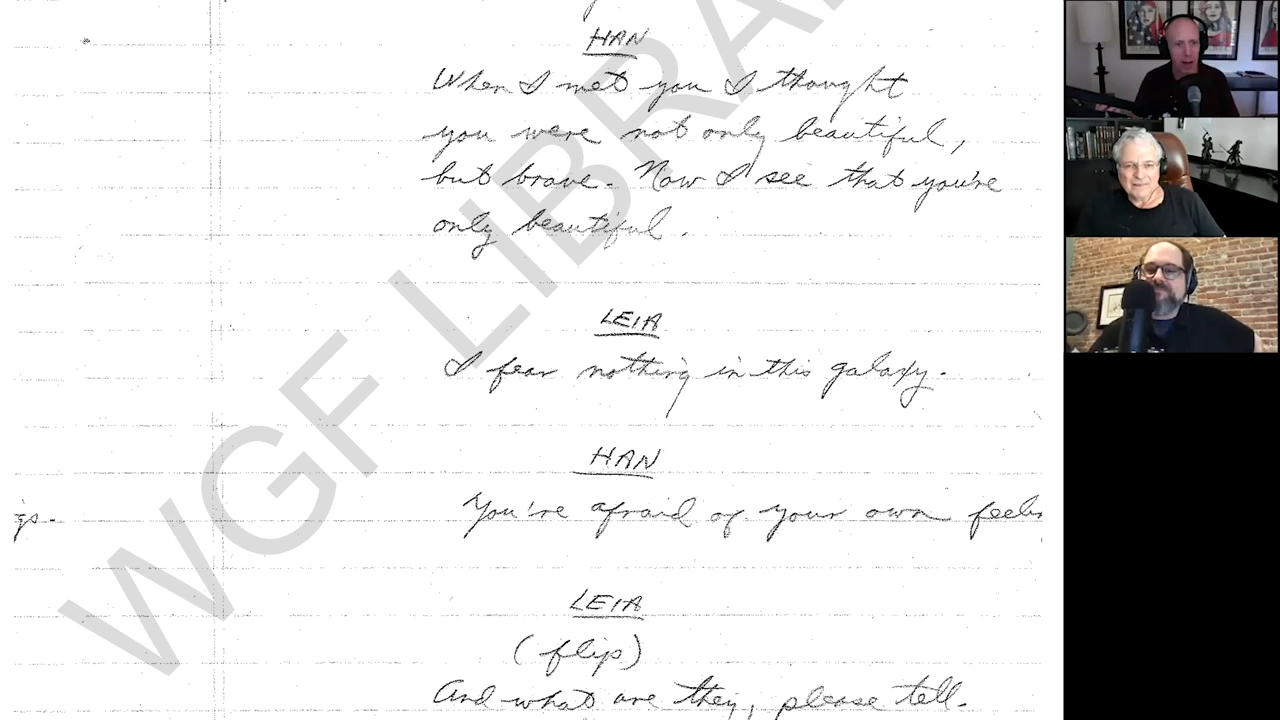 HAN
When I met you I thought
you were not only beautiful,
but brave. Now I see that you're
only beautiful.
LEIA
I fear nothing in this galaxy.
HAN
gs. You're afraid of your own feelin
LEIA
(flip)
And what are they, please tell.
WGF LIBRA